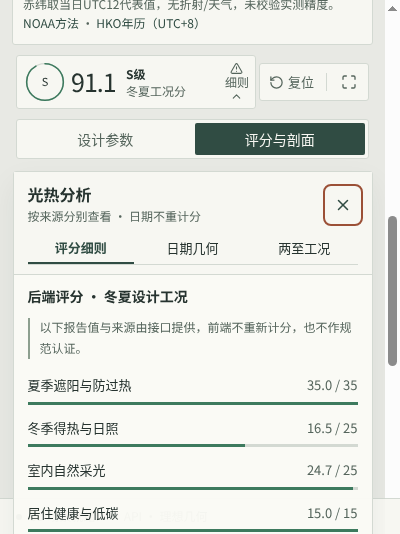 赤纬取当日UTC12代表值，无折射/天气，未校验实测精度。
NOAA方法 · HKO年历（UTC+8）
S
91.1
S级
冬夏工况分
细则
复位
设计参数
评分与剖面
光热分析
按来源分别查看 · 日期不重计分
评分细则
日期几何
两至工况
后端评分 · 冬夏设计工况
以下报告值与来源由接口提供，前端不重新计分，也不作规
范认证。
夏季遮阳与防过热 35.0 / 35
冬季得热与日照 16.5 / 25
室内自然采光 24.7 / 25
居住健康与低碳 15.0 / 15